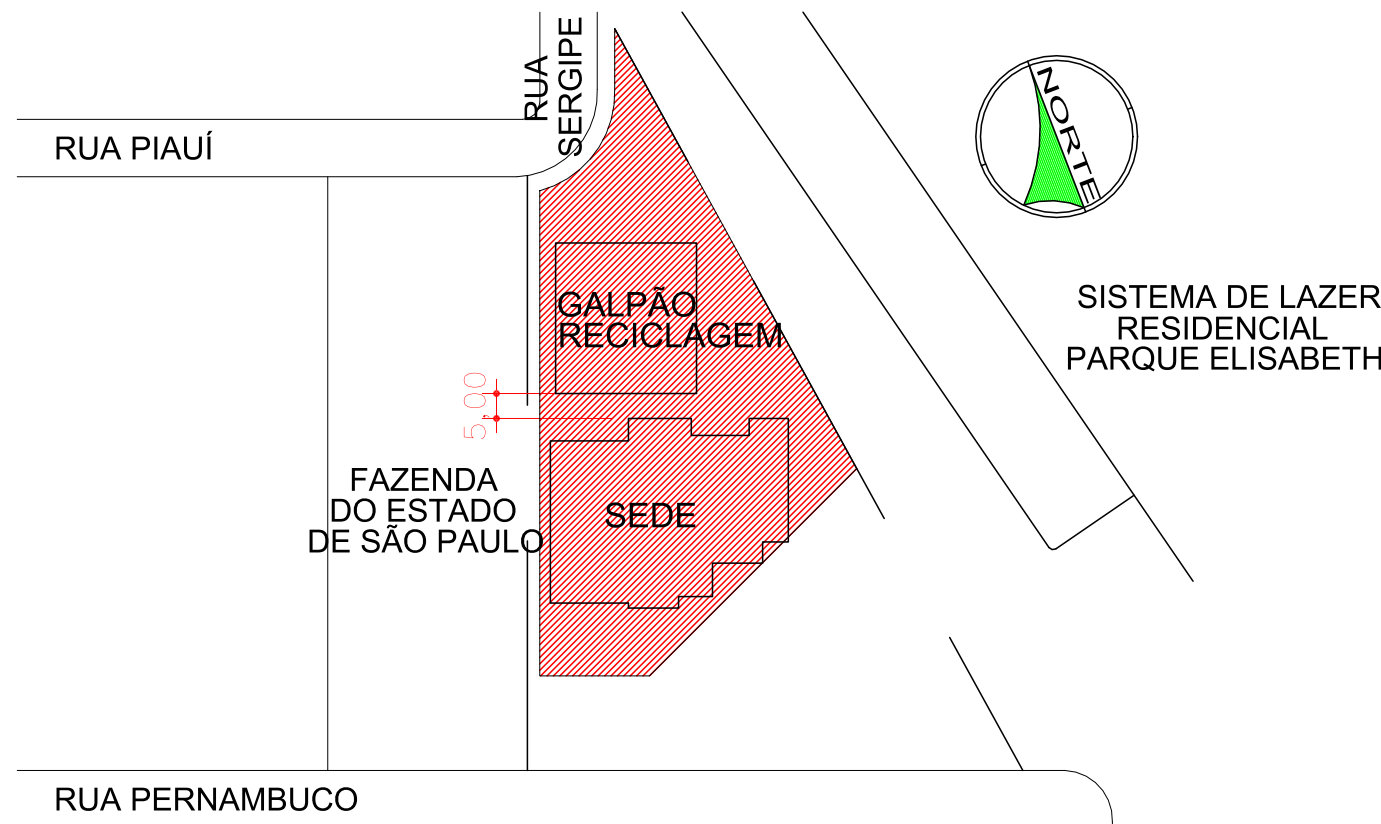 RUA
SERGIPE
RUA PIAUÍ
NORTE
GALPÃO
RECICLAGEM
SISTEMA DE LAZER
RESIDENCIAL
PARQUE ELISABETH
5,00
FAZENDA
DO ESTADO
DE SÃO PAULO
SEDE
RUA PERNAMBUCO